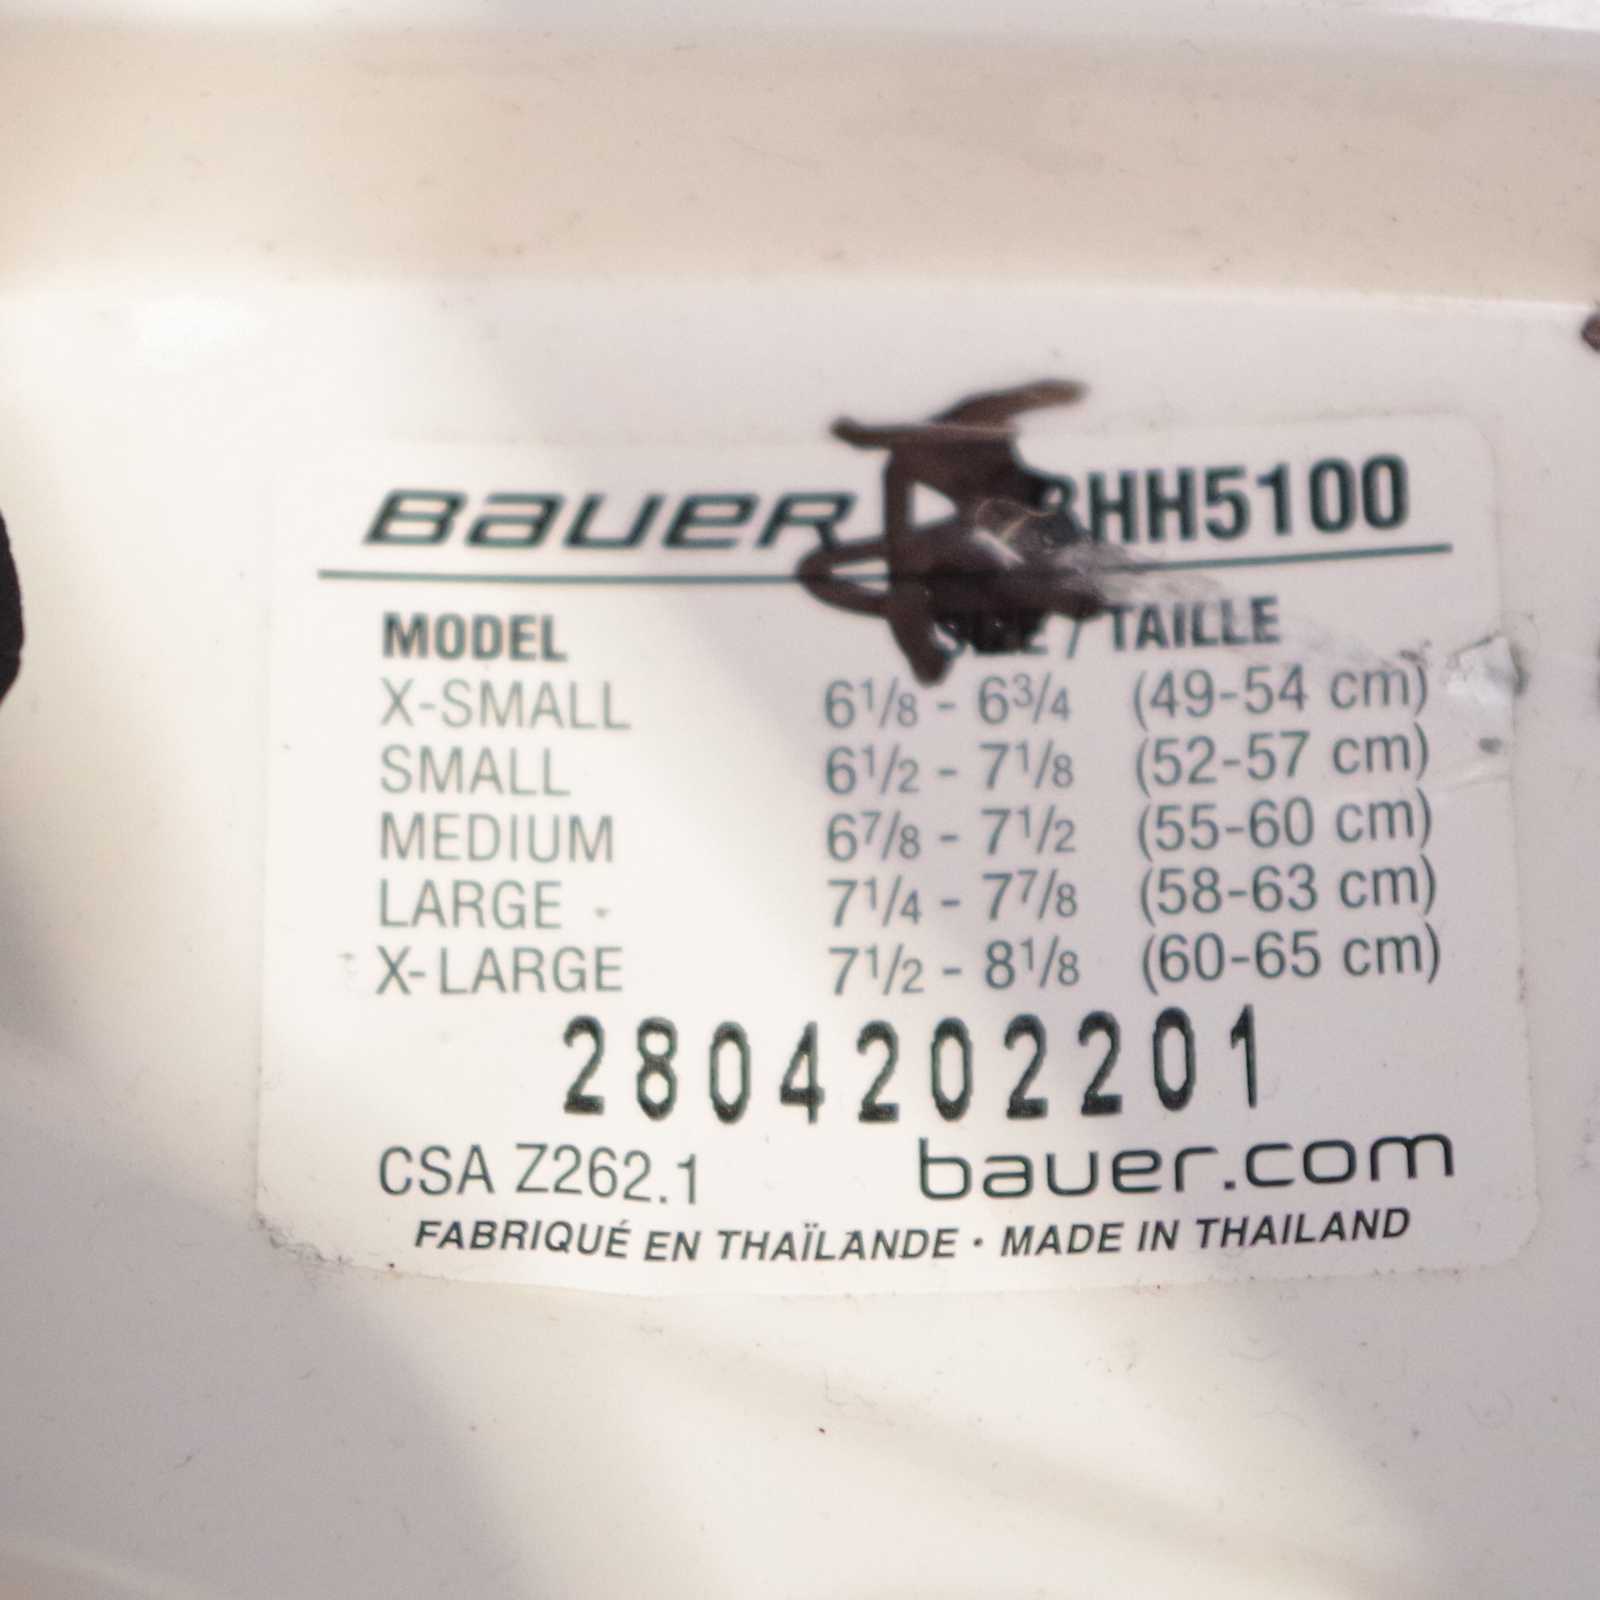 BAUER BHH5100
MODEL SIZE / TAILLE
X-SMALL 6 1/8 - 6 3/4 (49-54 cm)
SMALL 6 1/2 - 7 1/8 (52-57 cm)
MEDIUM 6 7/8 - 7 1/2 (55-60 cm)
LARGE 7 1/4 - 7 7/8 (58-63 cm)
X-LARGE 7 1/2 - 8 1/8 (60-65 cm)
2804202201
CSA Z262.1 bauer.com
FABRIQUÉ EN THAÏLANDE · MADE IN THAILAND